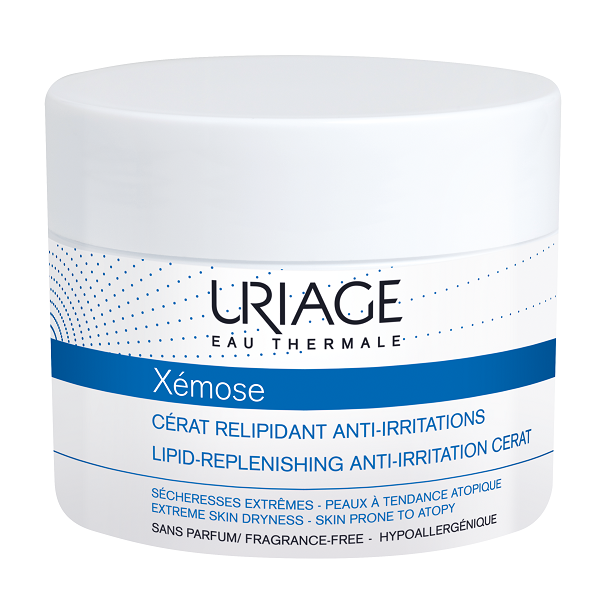 URIAGE
EAU THERMALE
Xémose
CÉRAT RELIPIDANT ANTI-IRRITATIONS
LIPID-REPLENISHING ANTI-IRRITATION CERAT
SÉCHERESSES EXTRÊMES - PEAUX À TENDANCE ATOPIQUE
EXTREME SKIN DRYNESS - SKIN PRONE TO ATOPY
SANS PARFUM/ FRAGRANCE-FREE - HYPOALLERGÉNIQUE